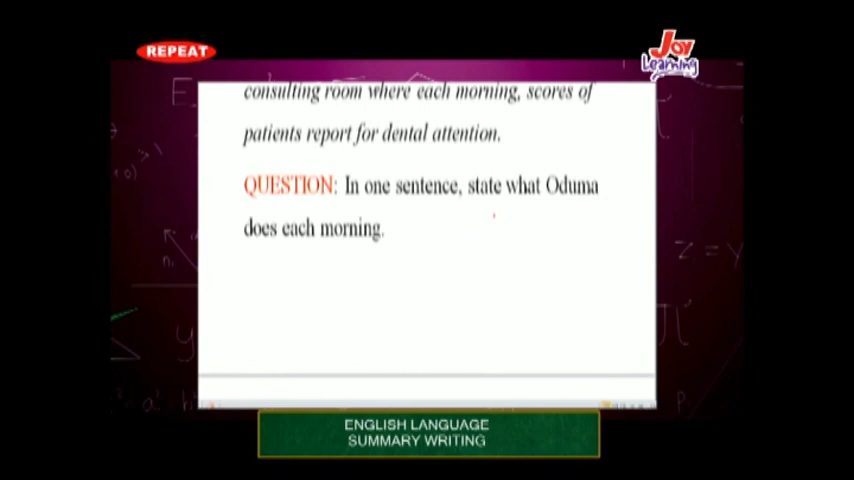 REPEAT
Joy
Learning
consulting room where each morning, scores of
patients report for dental attention.
QUESTION: In one sentence, state what Oduma
does each morning.
z = y
ENGLISH LANGUAGE
SUMMARY WRITING